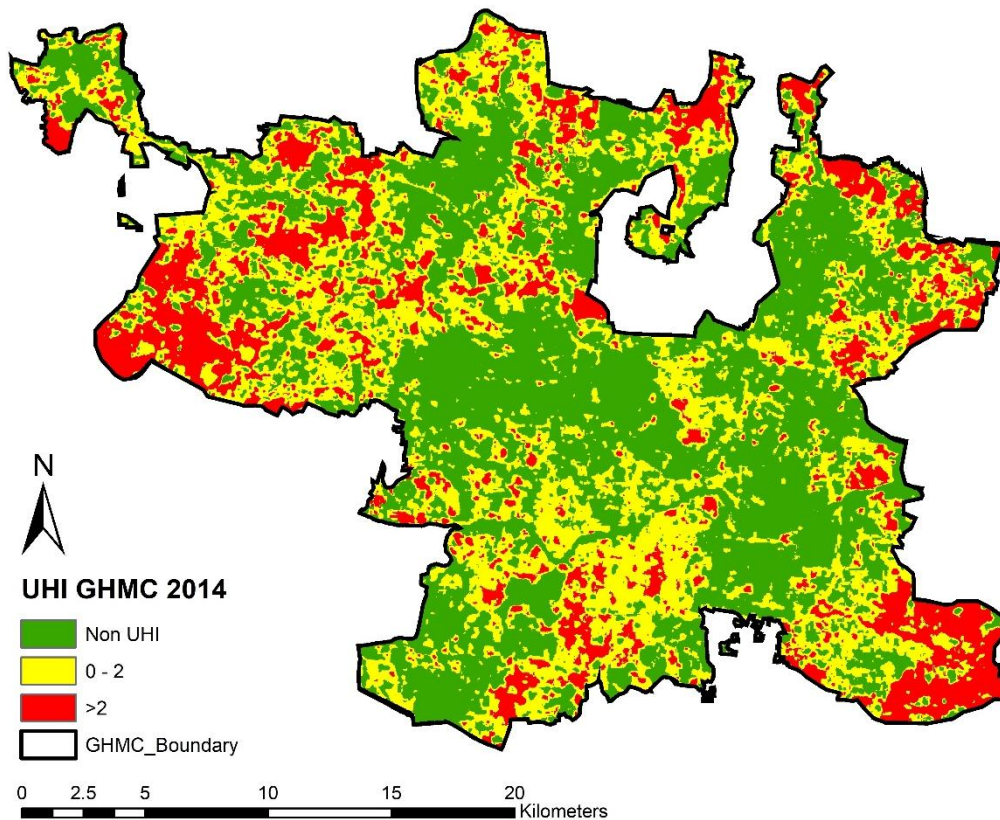 N
UHI GHMC 2014
Non UHI
0 - 2
>2
GHMC_Boundary
0 2.5 5 10 15 20
Kilometers